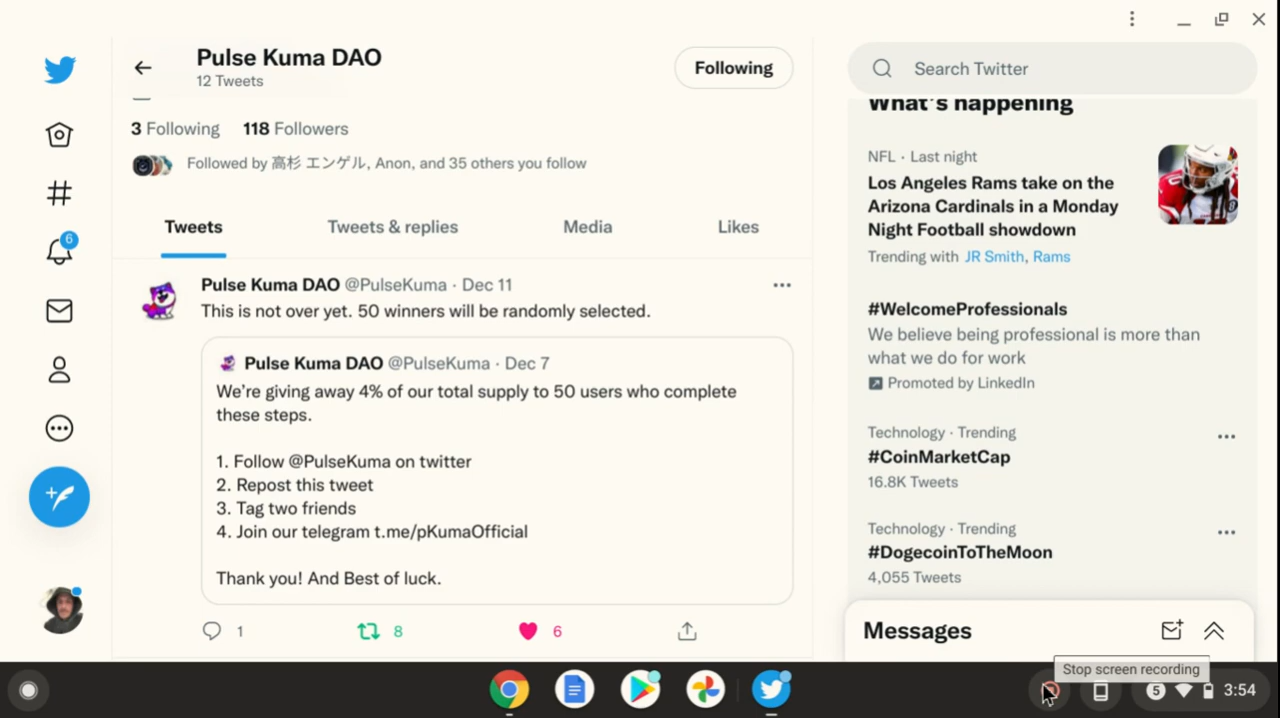 Pulse Kuma DAO
12 Tweets
Following
3 Following 118 Followers
Followed by 高杉 エンゲル, Anon, and 35 others you follow
Tweets
Tweets & replies
Media
Likes
Pulse Kuma DAO @PulseKuma · Dec 11
This is not over yet. 50 winners will be randomly selected.
Pulse Kuma DAO @PulseKuma · Dec 7
We're giving away 4% of our total supply to 50 users who complete
these steps.
1. Follow @PulseKuma on twitter
2. Repost this tweet
3. Tag two friends
4. Join our telegram t.me/pKumaOfficial
Thank you! And Best of luck.
1
8
6
6
Search Twitter
What's happening
NFL · Last night
Los Angeles Rams take on the
Arizona Cardinals in a Monday
Night Football showdown
Trending with JR Smith, Rams
#WelcomeProfessionals
We believe being professional is more than
what we do for work
Promoted by LinkedIn
Technology · Trending
#CoinMarketCap
16.8K Tweets
Technology · Trending
#DogecoinToTheMoon
4,055 Tweets
Messages
Stop screen recording
5
3:54